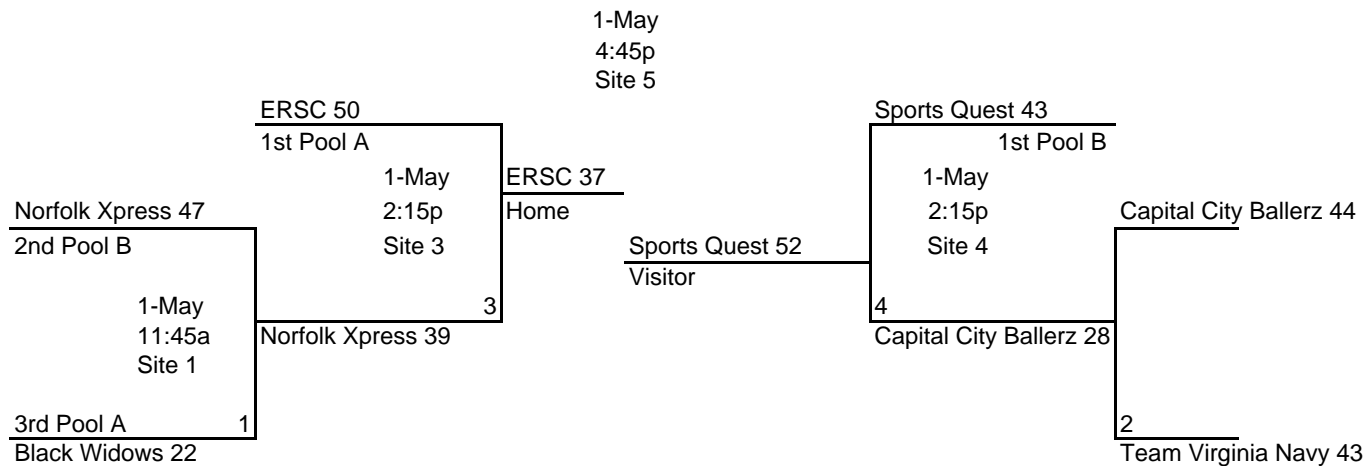 1-May
4:45p
Site 5
ERSC 50
1st Pool A
Sports Quest 43
1st Pool B
1-May
2:15p
Site 3
ERSC 37
Home
1-May
2:15p
Site 4
Norfolk Xpress 47
2nd Pool B
Capital City Ballerz 44
Sports Quest 52
Visitor
1-May
11:45a
Site 1
3
Norfolk Xpress 39
4
Capital City Ballerz 28
3rd Pool A
1
Black Widows 22
2
Team Virginia Navy 43